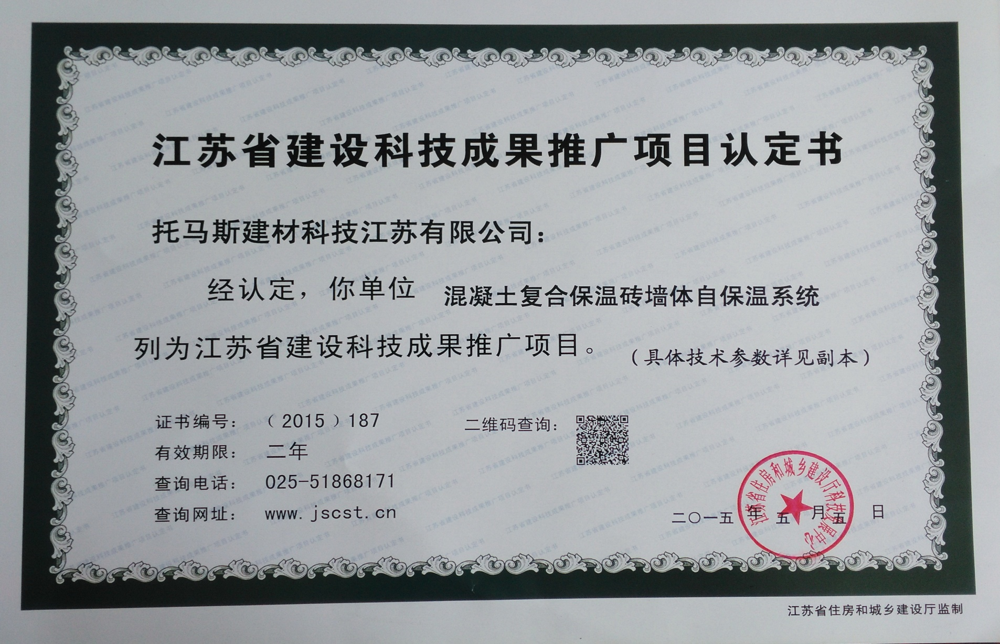 江苏省建设科技成果推广项目认定书
托马斯建材科技江苏有限公司：
经认定，你单位 混凝土复合保温砖墙体自保温系统
列为江苏省建设科技成果推广项目。（具体技术参数详见副本）
证书编号：（2015）187 二维码查询：
有效期限： 二年
查询电话： 025-51868171
查询网址： www.jscst.cn
江苏省住房和城乡建设厅科技发展中心
二〇一五 年 五 月 五 日
江苏省住房和城乡建设厅监制